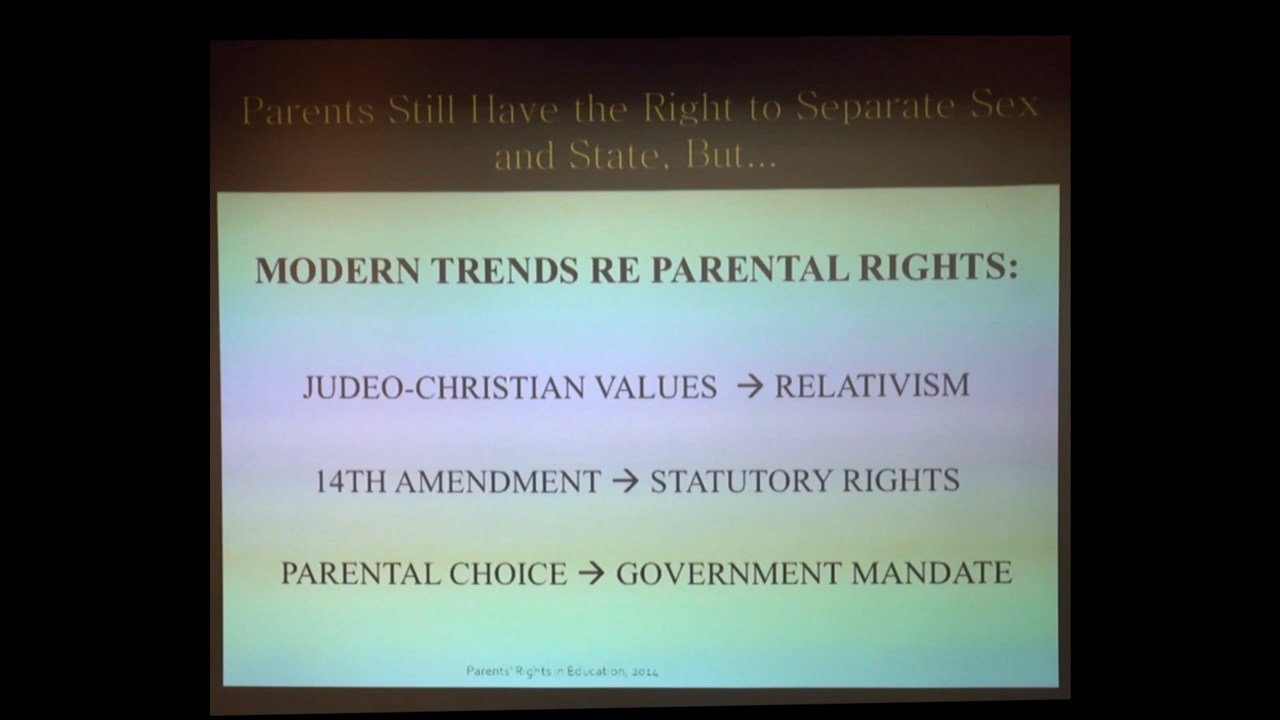 Parents Still Have the Right to Separate Sex
and State, But...
MODERN TRENDS RE PARENTAL RIGHTS:
JUDEO-CHRISTIAN VALUES → RELATIVISM
14TH AMENDMENT → STATUTORY RIGHTS
PARENTAL CHOICE → GOVERNMENT MANDATE
Parents' Rights in Education, 2014